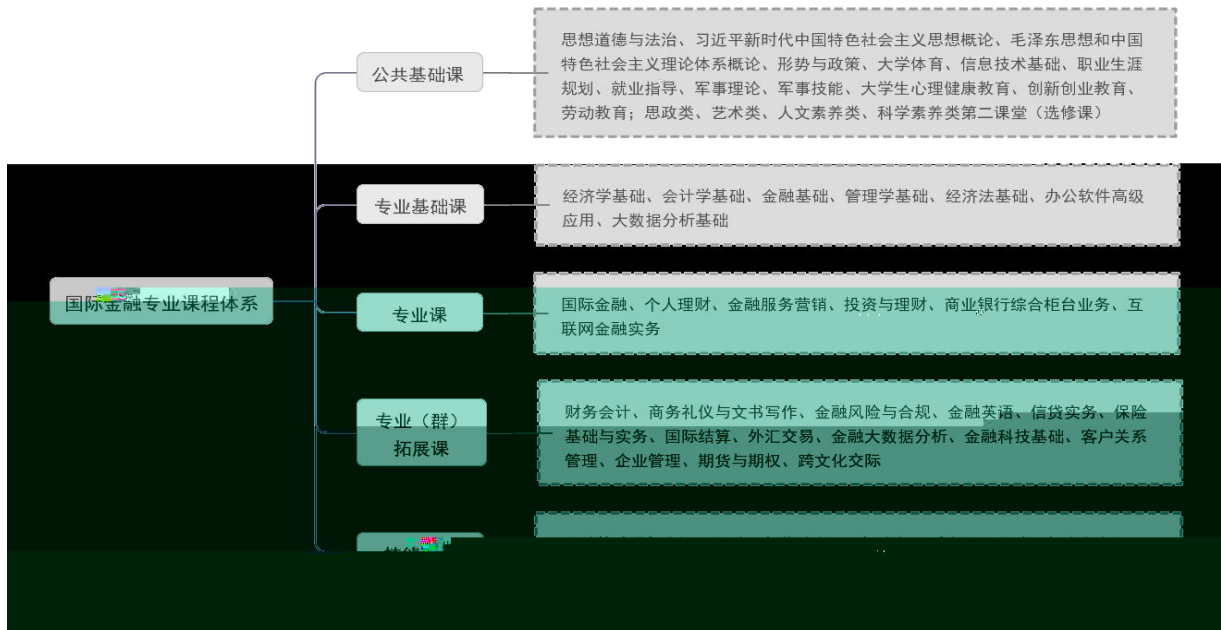 公共基础课
思想道德与法治、习近平新时代中国特色社会主义思想概论、毛泽东思想和中国
特色社会主义理论体系概论、形势与政策、大学体育、信息技术基础、职业生涯
规划、就业指导、军事理论、军事技能、大学生心理健康教育、创新创业教育、
劳动教育；思政类、艺术类、人文素养类、科学素养类第二课堂（选修课）
专业基础课
经济学基础、会计学基础、金融基础、管理学基础、经济法基础、办公软件高级
应用、大数据分析基础
国际金融专业课程体系
专业课
国际金融、个人理财、金融服务营销、投资与理财、商业银行综合柜台业务、互
联网金融实务
专业（群）
拓展课
财务会计、商务礼仪与文书写作、金融风险与合规、金融英语、信贷实务、保险
基础与实务、国际结算、外汇交易、金融大数据分析、金融科技基础、客户关系
管理、企业管理、期货与期权、跨文化交际